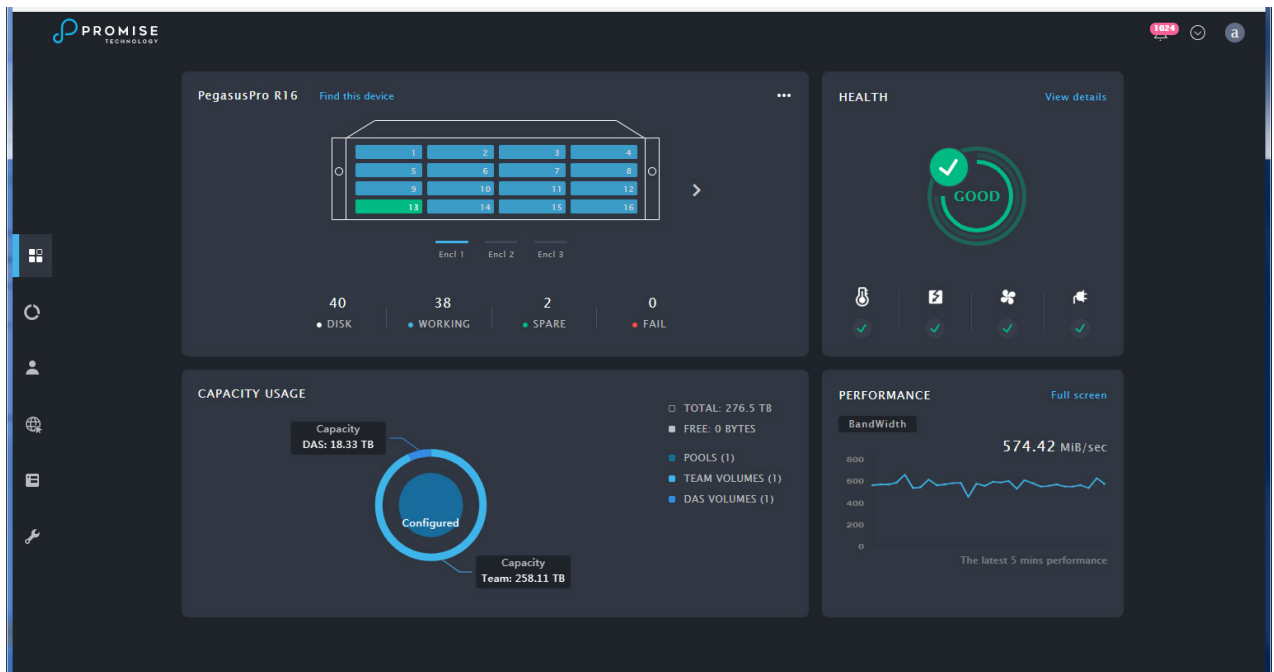 PROMISE
TECHNOLOGY
1024
a
PegasusPro R16 Find this device
1 2 3 4
5 6 7 8
9 10 11 12
13 14 15 16
Encl 1 Encl 2 Encl 3
40 38 2 0
DISK WORKING SPARE FAIL
HEALTH View details
GOOD
CAPACITY USAGE
Capacity
DAS: 18.33 TB
Configured
Capacity
Team: 258.11 TB
TOTAL: 276.5 TB
FREE: 0 BYTES
POOLS (1)
TEAM VOLUMES (1)
DAS VOLUMES (1)
PERFORMANCE Full screen
BandWidth
574.42 MiB/sec
800
600
400
200
0
The latest 5 mins performance